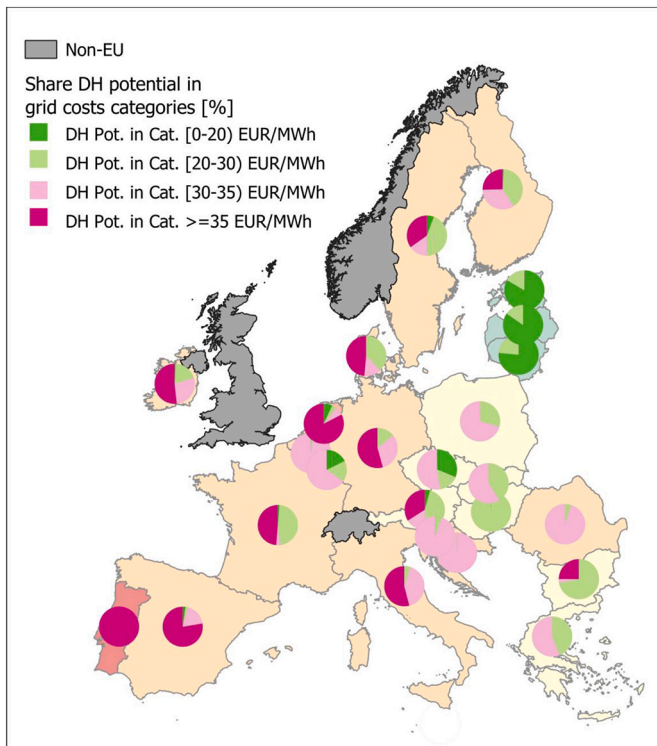 Non-EU
Share DH potential in
grid costs categories [%]
DH Pot. in Cat. [0-20) EUR/MWh
DH Pot. in Cat. [20-30) EUR/MWh
DH Pot. in Cat. [30-35) EUR/MWh
DH Pot. in Cat. >=35 EUR/MWh